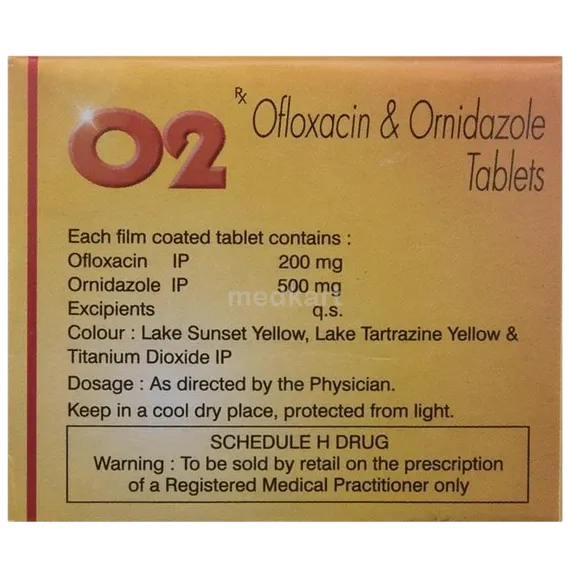 O2
Rx Ofloxacin & Ornidazole
Tablets
Each film coated tablet contains :
Ofloxacin IP 200 mg
Ornidazole IP 500 mg
medkart
Excipients q.s.
Colour : Lake Sunset Yellow, Lake Tartrazine Yellow &
Titanium Dioxide IP
Dosage : As directed by the Physician.
Keep in a cool dry place, protected from light.
SCHEDULE H DRUG
Warning : To be sold by retail on the prescription
of a Registered Medical Practitioner only